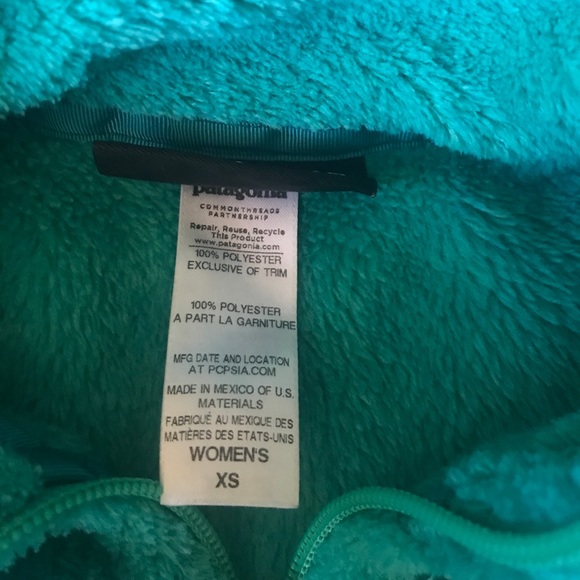 patagonia
COMMONTHREADS
PARTNERSHIP
Repair, Reuse, Recycle
This Product
www.patagonia.com
100% POLYESTER
EXCLUSIVE OF TRIM
100% POLYESTER
A PART LA GARNITURE
MFG DATE AND LOCATION
AT PCPSIA.COM
MADE IN MEXICO OF U.S.
MATERIALS
FABRIQUÉ AU MEXIQUE DES
MATIÈRES DES ETATS-UNIS
WOMEN'S
XS